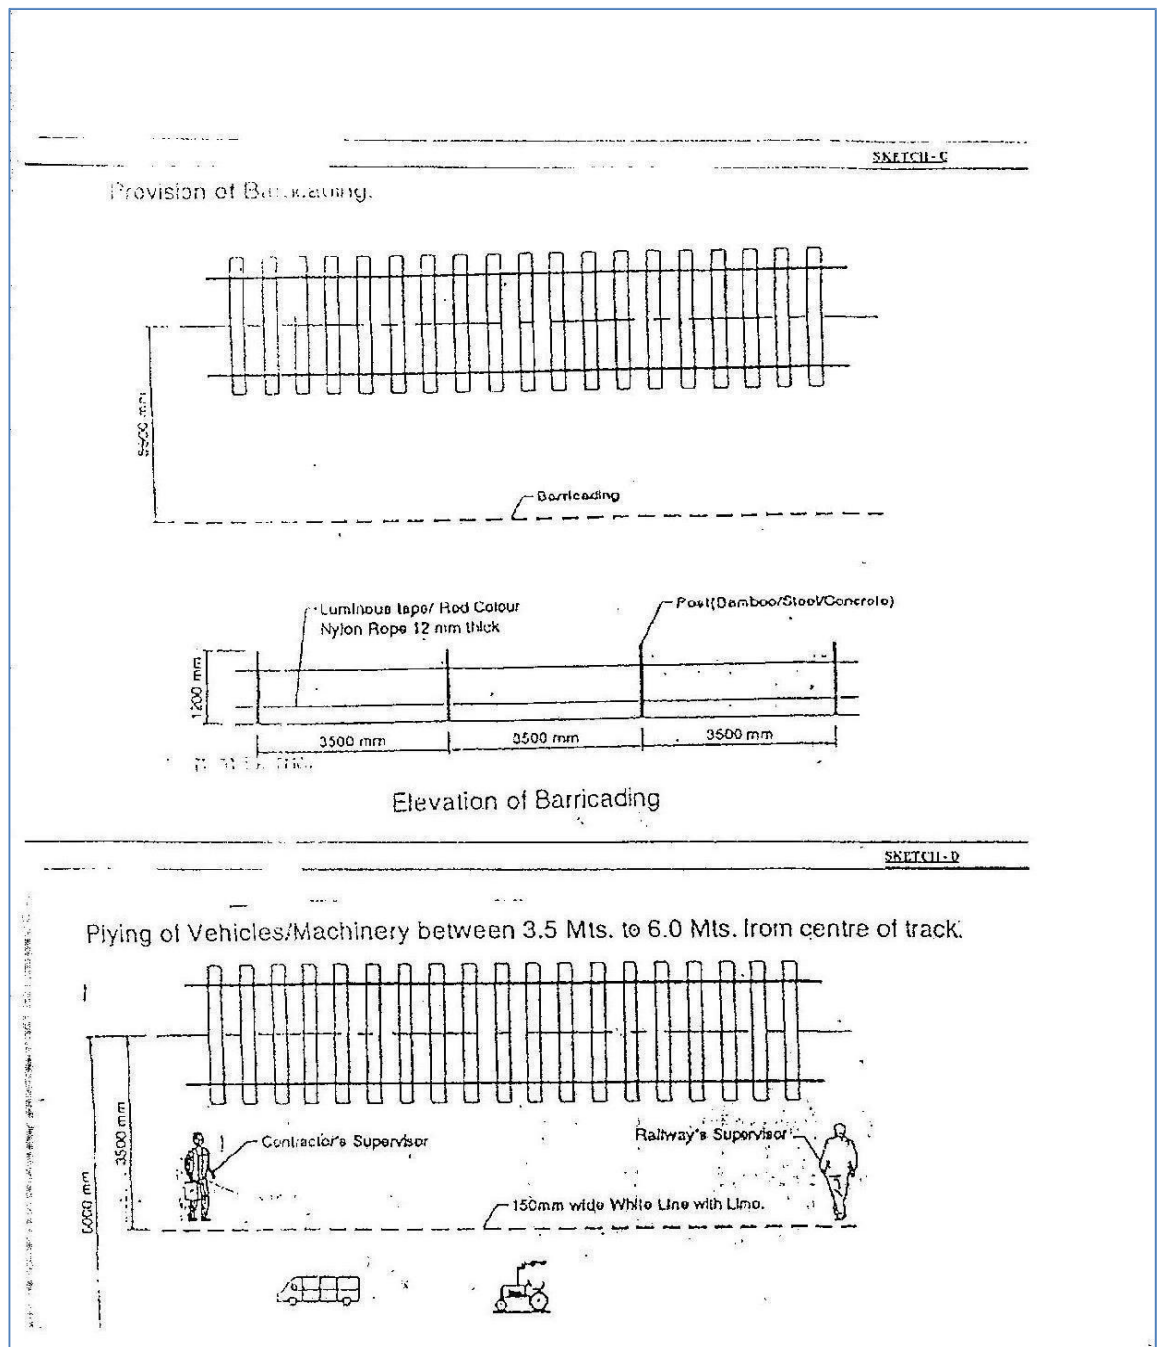 SKETCH - C
Provision of Barricading.
mm
Barricading
Luminous tape/ Red Colour
Nylon Rope 12 mm thick
Post(Bamboo/Steel/Concrete)
1200 mm
3500 mm
3500 mm
3500 mm
Elevation of Barricading
SKETCH - D
Plying of Vehicles/Machinery between 3.5 Mts. to 6.0 Mts. from centre of track.
6000 mm
3500 mm
Contractor's Supervisor
Railway's Supervisor
150mm wide White Line with Lime.